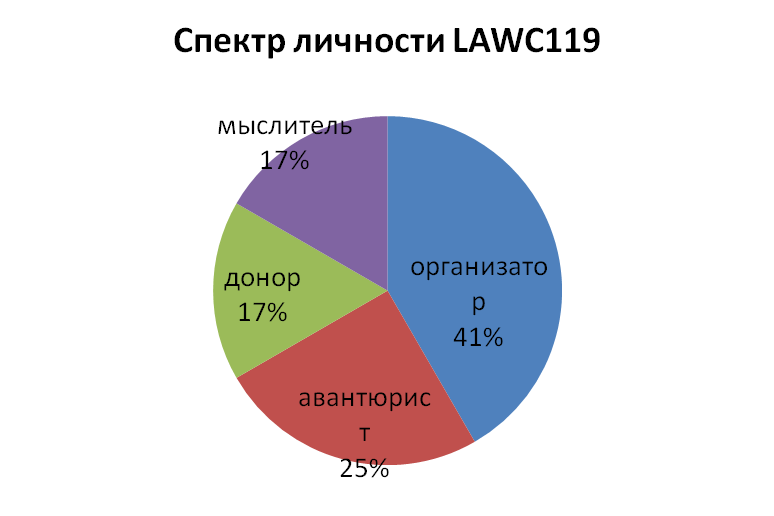 Спектр личности LAWC119
мыслитель
17%
организато
р
41%
донор
17%
авантюрис
т
25%